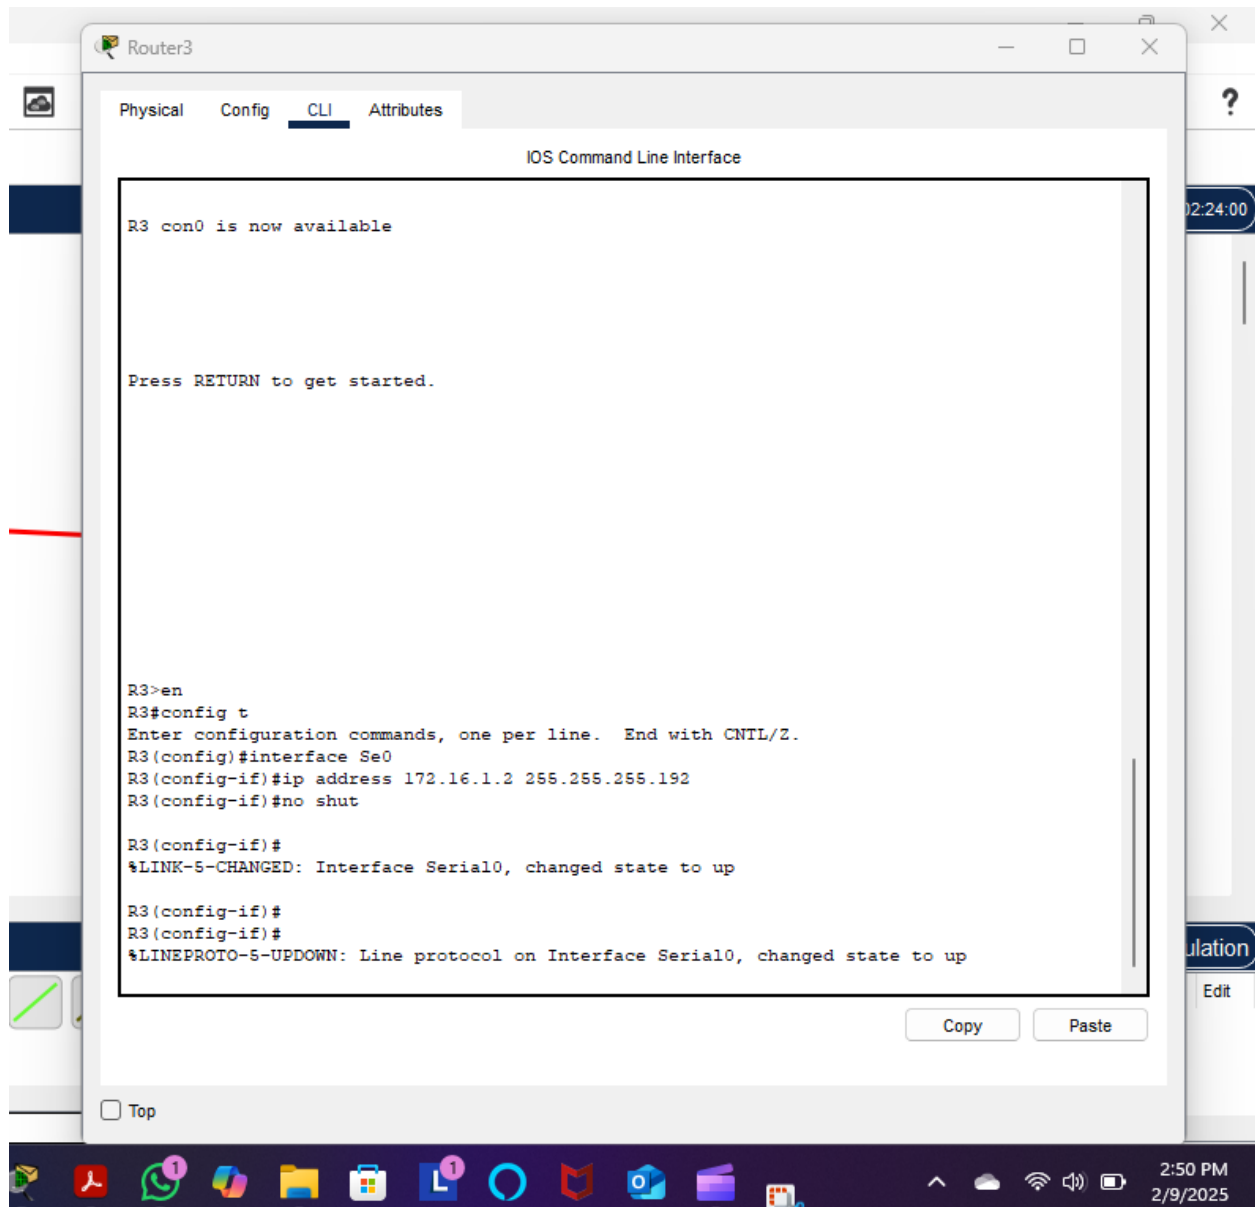 Router3
Physical Config CLI Attributes
?
IOS Command Line Interface
R3 con0 is now available
2:24:00
Press RETURN to get started.
R3>en
R3#config t
Enter configuration commands, one per line.  End with CNTL/Z.
R3(config)#interface Se0
R3(config-if)#ip address 172.16.1.2 255.255.255.192
R3(config-if)#no shut
R3(config-if)#
%LINK-5-CHANGED: Interface Serial0, changed state to up
R3(config-if)#
R3(config-if)#
%LINEPROTO-5-UPDOWN: Line protocol on Interface Serial0, changed state to up
ulation
Edit
Copy Paste
Top
1
L 1
2:50 PM
2/9/2025